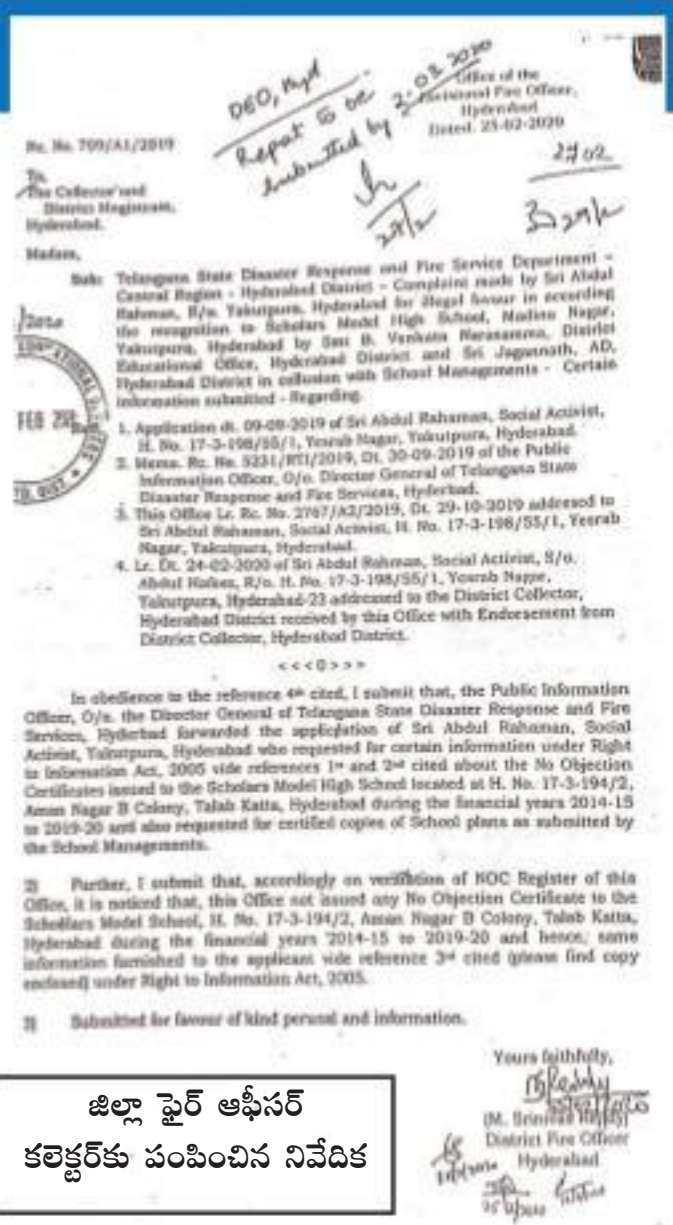 DEO, Hyd
Report to be
submitted by 2-03-2020
Office of the
Divisional Fire Officer,
Hyderabad
Dated. 25-02-2020
Rc. No. 709/A1/2019
To
The Collector and
District Magistrate,
Hyderabad.
Madam,
Sub: Telangana State Disaster Response and Fire Service Department –
Central Region - Hyderabad District - Complaint made by Sri Abdul
Rahman, R/o. Yakutpura, Hyderabad for illegal favour in according
the recognition to Scholars Model High School, Madina Nagar,
Yakutpura, Hyderabad by Smt B. Venkata Narasamma, District
Educational Office, Hyderabad District and Sri Jagannath, AD,
Hyderabad District in collusion with School Managements - Certain
information submitted - Regarding.
FEB
1. Application dt. 09-09-2019 of Sri Abdul Rahaman, Social Activist,
H. No. 17-3-198/55/1, Yesrab Nagar, Yakutpura, Hyderabad.
2. Memo. Rc. No. 5231/RTI/2019, Dt. 30-09-2019 of the Public
Information Officer, O/o. Director General of Telangana State
Disaster Response and Fire Services, Hyderbad.
3. This Office Lr. Rc. No. 2767/A2/2019, Dt. 29-10-2019 addresed to
Sri Abdul Rahaman, Social Activist, H. No. 17-3-198/55/1, Yesrab
Nagar, Yakutpura, Hyderabad.
4. Lr. Dt. 24-02-2020 of Sri Abdul Rahman, Social Activist, S/o.
Abdul R/o. H. No. 17-3-198/55/1, Yesrab
Yakutpura, Hyderabad-23 addressed to the District Collector,
Hyderabad District received by this Office with Endorsement from
District Collector, Hyderabad District.
<<<0>>>
In obedience to the reference 4th cited, I submit that, the Public Information
Officer, O/o. the Director General of Telangana State Disaster Response and Fire
Services, Hyderbad forwarded the application of Sri Abdul Rahaman, Social
Activist, Yakutpura, Hyderabad who requested for certain information under Right
to Information Act, 2005 vide references 1st and 2nd cited about the No Objection
Certificates issued to the Scholars Model High School located at H. No. 17-3-194/2,
Aman Nagar B Colony, Talab Katta, Hyderabad during the financial years 2014-15
to 2019-20 and also requested for certified copies of School plans as submitted by
the School Managements.
2) Further, I submit that, accordingly on verification of NOC Register of this
Office, it is noticed that, this Office not issued any No Objection Certificate to the
Model School, H. No. 17-3-194/2, Aman Nagar B Colony, Talab Katta,
Hyderabad during the financial years 2014-15 to 2019-20 and hence, same
information furnished to the applicant vide reference 3rd cited (please find copy
enclosed) under Right to Information Act, 2005.
3) Submitted for favour of kind perusal and information.
Yours faithfully,
(M. Srinivas Reddy)
District Fire Officer
Hyderabad
జిల్లా ఫైర్ ఆఫీసర్
కలెక్టర్‌కు పంపించిన నివేదిక